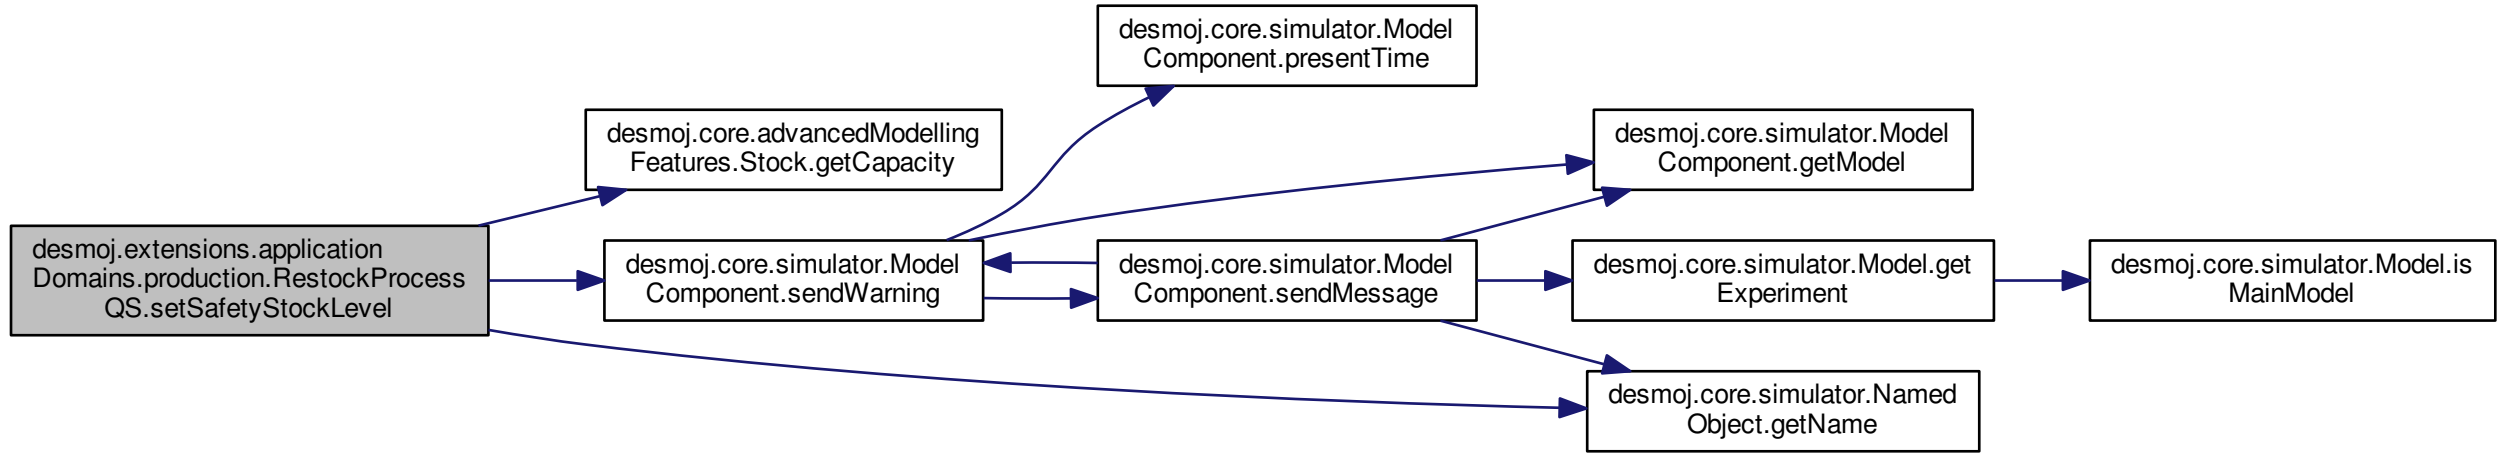 desmoj.core.simulator.Model
Component.presentTime
desmoj.core.advancedModelling
Features.Stock.getCapacity
desmoj.core.simulator.Model
Component.getModel
desmoj.extensions.application
Domains.production.RestockProcess
QS.setSafetyStockLevel
desmoj.core.simulator.Model
Component.sendWarning
desmoj.core.simulator.Model
Component.sendMessage
desmoj.core.simulator.Model.get
Experiment
desmoj.core.simulator.Model.is
MainModel
desmoj.core.simulator.Named
Object.getName